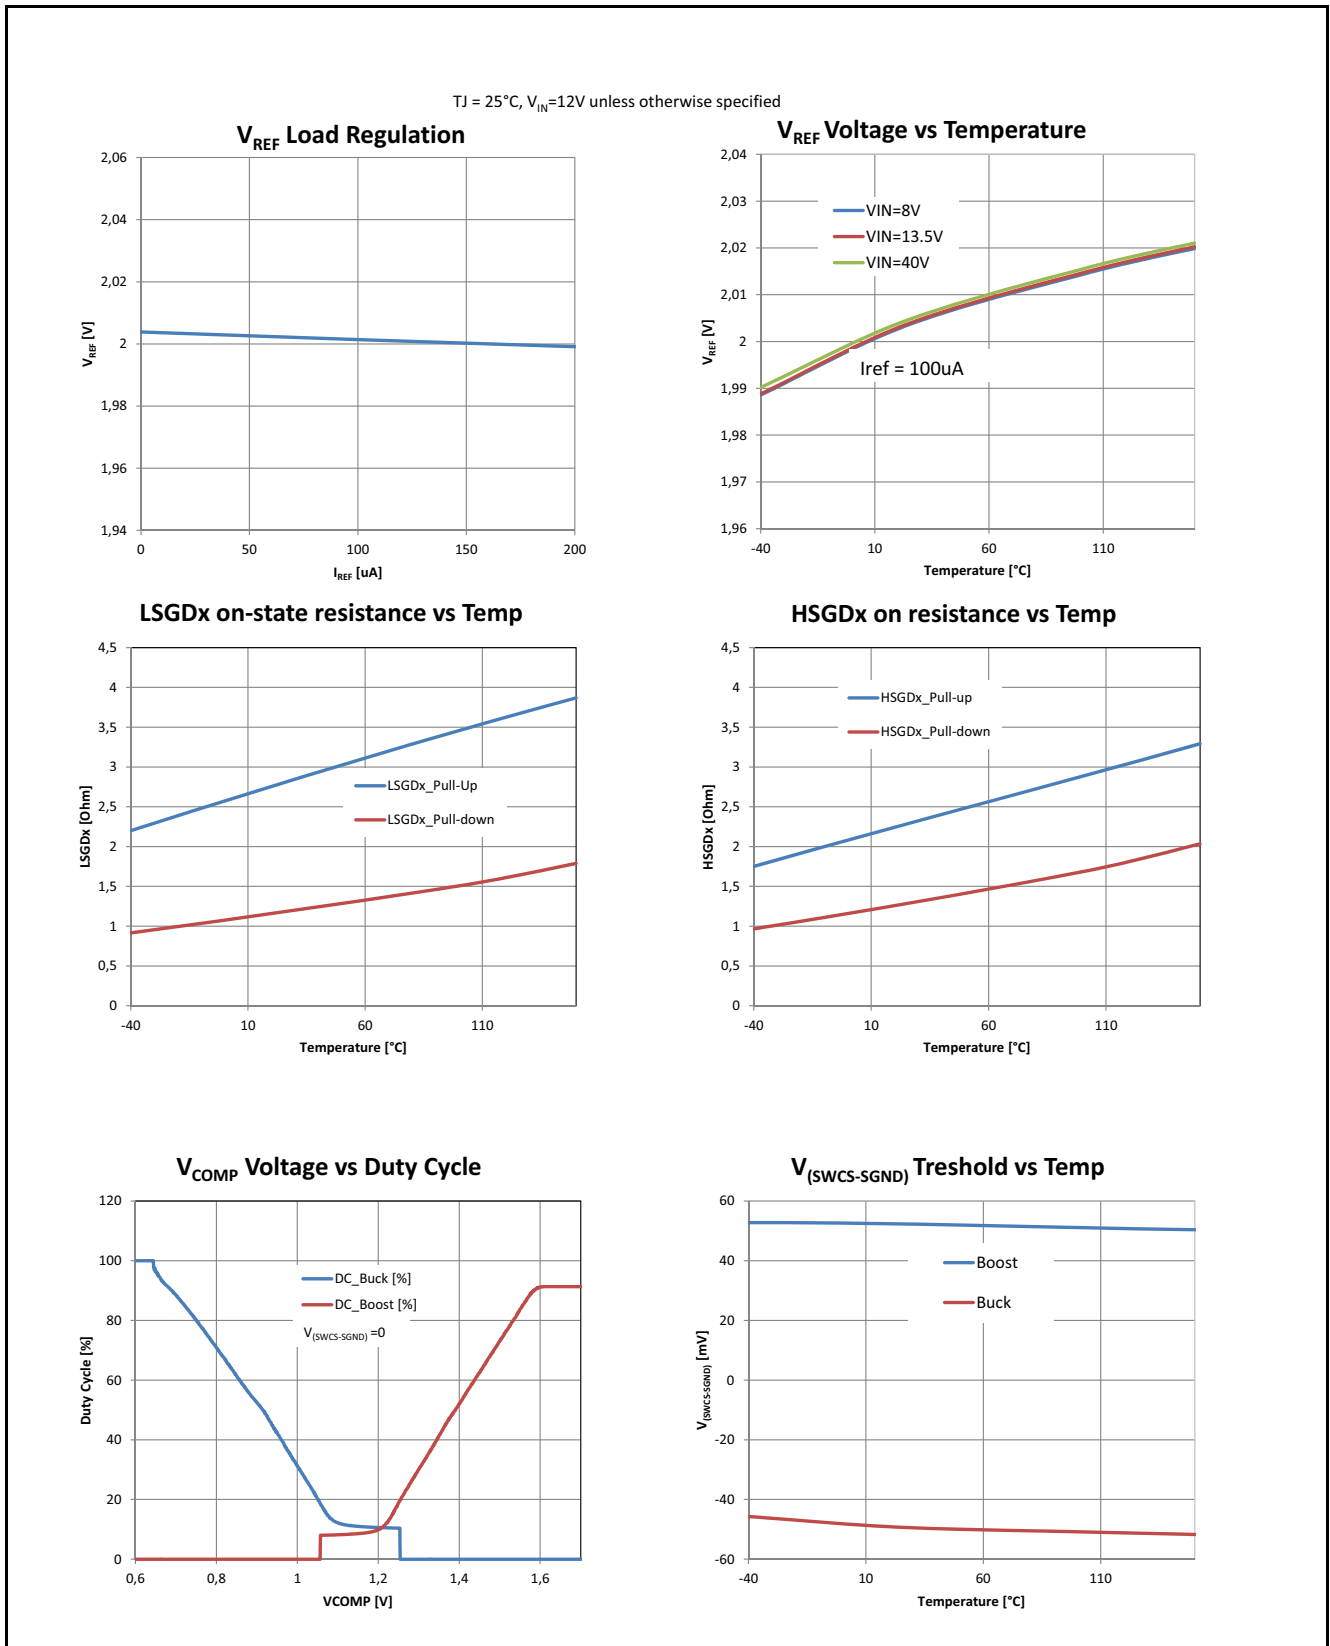 TJ = 25°C, VIN=12V unless otherwise specified
VREF Load Regulation
2,06
2,04
2,02
2
1,98
1,96
1,94
VREF [V]
0 50 100 150 200
IREF [uA]
VREF Voltage vs Temperature
2,04
2,03
2,02
2,01
2
1,99
1,98
1,97
1,96
VREF [V]
VIN=8V
VIN=13.5V
VIN=40V
Iref = 100uA
-40 10 60 110
Temperature [°C]
LSGDx on-state resistance vs Temp
4,5
4
3,5
3
2,5
2
1,5
1
0,5
0
LSGDx [Ohm]
LSGDx_Pull-Up
LSGDx_Pull-down
-40 10 60 110
Temperature [°C]
HSGDx on resistance vs Temp
4,5
4
3,5
3
2,5
2
1,5
1
0,5
0
HSGDx [Ohm]
HSGDx_Pull-up
HSGDx_Pull-down
-40 10 60 110
Temperature [°C]
VCOMP Voltage vs Duty Cycle
120
100
80
60
40
20
0
Duty Cycle [%]
DC_Buck [%]
DC_Boost [%]
V(SWCS-SGND) =0
0,6 0,8 1 1,2 1,4 1,6
VCOMP [V]
V(SWCS-SGND) Treshold vs Temp
60
40
20
0
-20
-40
-60
V(SWCS-SGND) [mV]
Boost
Buck
-40 10 60 110
Temperature [°C]